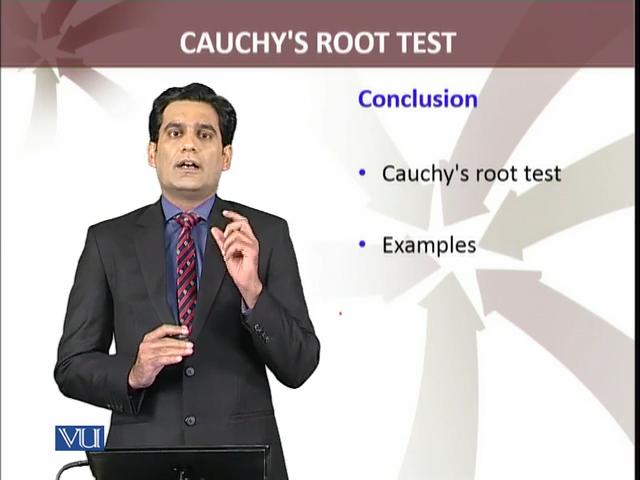 CAUCHY'S ROOT TEST
Conclusion
• Cauchy's root test
• Examples
VU